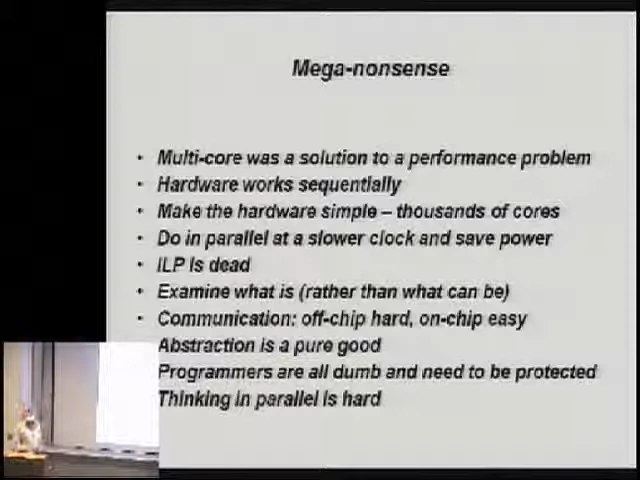 Mega-nonsense
• Multi-core was a solution to a performance problem
• Hardware works sequentially
• Make the hardware simple – thousands of cores
• Do in parallel at a slower clock and save power
• ILP is dead
• Examine what is (rather than what can be)
• Communication: off-chip hard, on-chip easy
Abstraction is a pure good
Programmers are all dumb and need to be protected
Thinking in parallel is hard